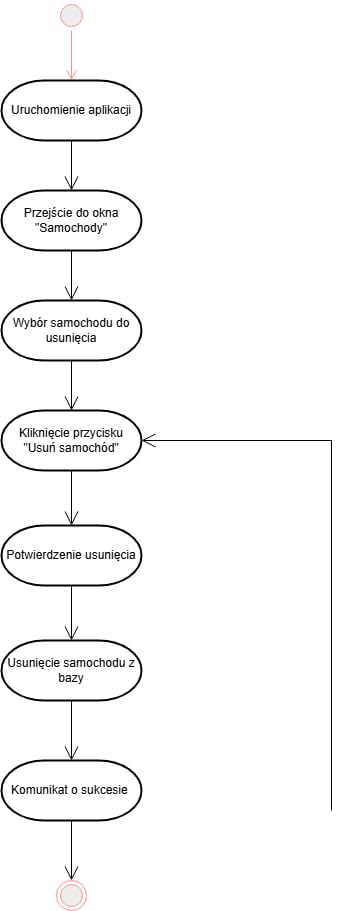 Uruchomienie aplikacji
Przejście do okna
"Samochody"
Wybór samochodu do
usunięcia
Kliknięcie przycisku
"Usuń samochód"
Potwierdzenie usunięcia
Usunięcie samochodu z
bazy
Komunikat o sukcesie